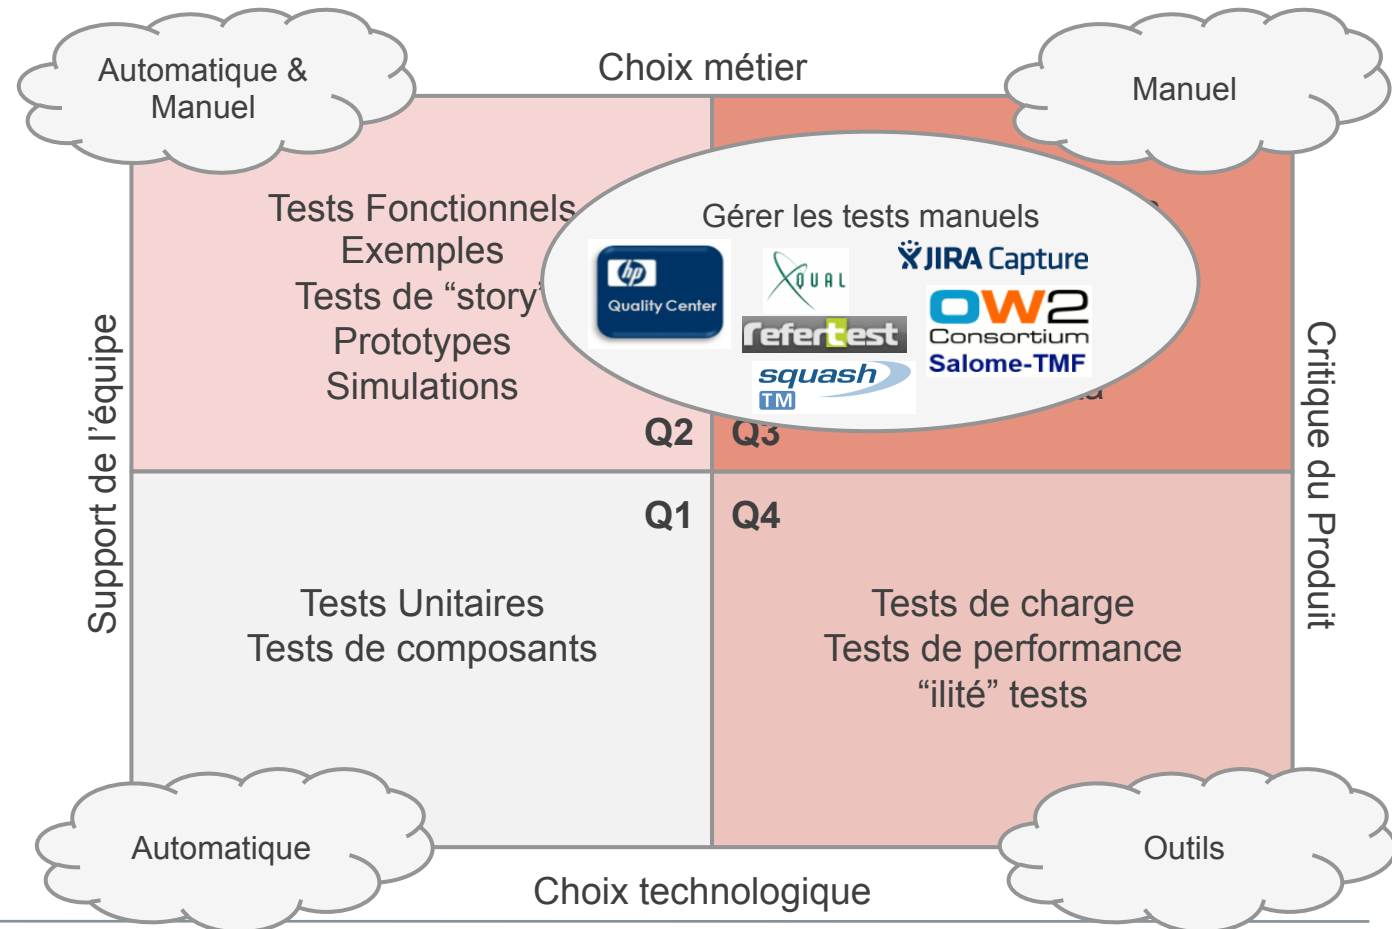 Automatique &
Manuel
Choix métier
Manuel
Tests Fonctionnels
Exemples
Tests de “story”
Prototypes
Simulations
Gérer les tests manuels
hp
Quality Center
XQUAL
JIRA Capture
refertest
OW2
Consortium
Salome-TMF
squash
TM
Support de l’équipe
Critique du Produit
Q2
Q3
Q1
Q4
Tests Unitaires
Tests de composants
Tests de charge
Tests de performance
“ilité” tests
Automatique
Outils
Choix technologique